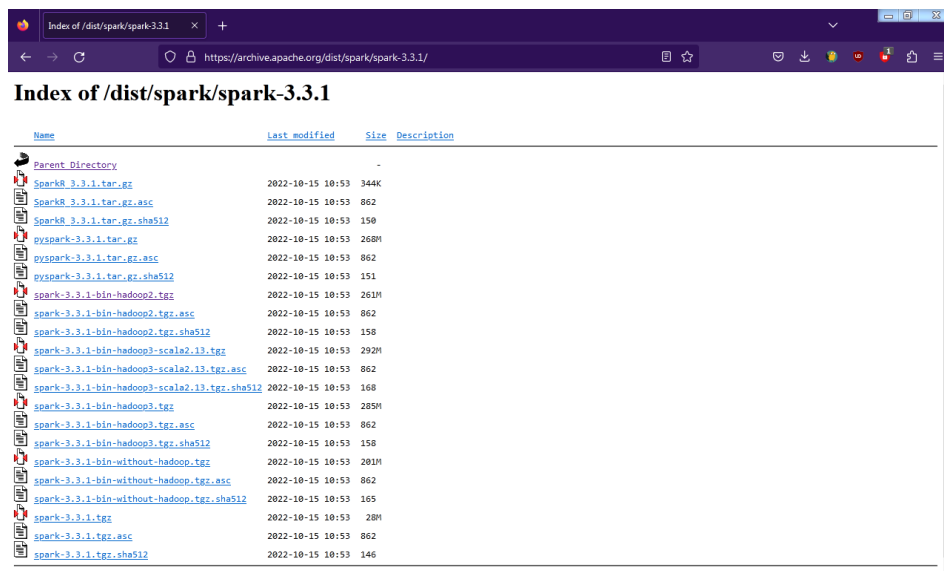 Index of /dist/spark/spark-3.3.1
https://archive.apache.org/dist/spark/spark-3.3.1/
UD
1
Index of /dist/spark/spark-3.3.1
Name Last modified Size Description
Parent Directory -
SparkR_3.3.1.tar.gz 2022-10-15 10:53 344K
SparkR_3.3.1.tar.gz.asc 2022-10-15 10:53 862
SparkR_3.3.1.tar.gz.sha512 2022-10-15 10:53 150
pyspark-3.3.1.tar.gz 2022-10-15 10:53 268M
pyspark-3.3.1.tar.gz.asc 2022-10-15 10:53 862
pyspark-3.3.1.tar.gz.sha512 2022-10-15 10:53 151
spark-3.3.1-bin-hadoop2.tgz 2022-10-15 10:53 261M
spark-3.3.1-bin-hadoop2.tgz.asc 2022-10-15 10:53 862
spark-3.3.1-bin-hadoop2.tgz.sha512 2022-10-15 10:53 158
spark-3.3.1-bin-hadoop3-scala2.13.tgz 2022-10-15 10:53 292M
spark-3.3.1-bin-hadoop3-scala2.13.tgz.asc 2022-10-15 10:53 862
spark-3.3.1-bin-hadoop3-scala2.13.tgz.sha512 2022-10-15 10:53 168
spark-3.3.1-bin-hadoop3.tgz 2022-10-15 10:53 285M
spark-3.3.1-bin-hadoop3.tgz.asc 2022-10-15 10:53 862
spark-3.3.1-bin-hadoop3.tgz.sha512 2022-10-15 10:53 158
spark-3.3.1-bin-without-hadoop.tgz 2022-10-15 10:53 201M
spark-3.3.1-bin-without-hadoop.tgz.asc 2022-10-15 10:53 862
spark-3.3.1-bin-without-hadoop.tgz.sha512 2022-10-15 10:53 165
spark-3.3.1.tgz 2022-10-15 10:53 28M
spark-3.3.1.tgz.asc 2022-10-15 10:53 862
spark-3.3.1.tgz.sha512 2022-10-15 10:53 146